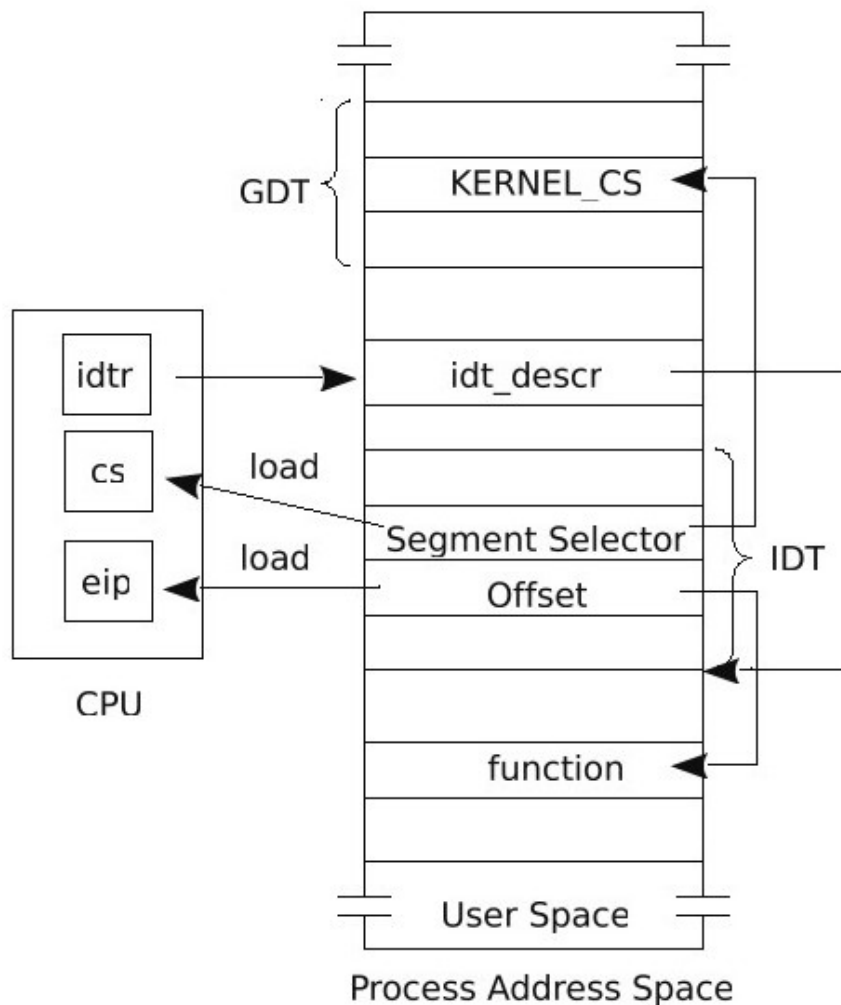 KERNEL_CS
GDT
idtr
idt_descr
cs
load
Segment Selector
IDT
load
eip
Offset
CPU
function
User Space
Process Address Space